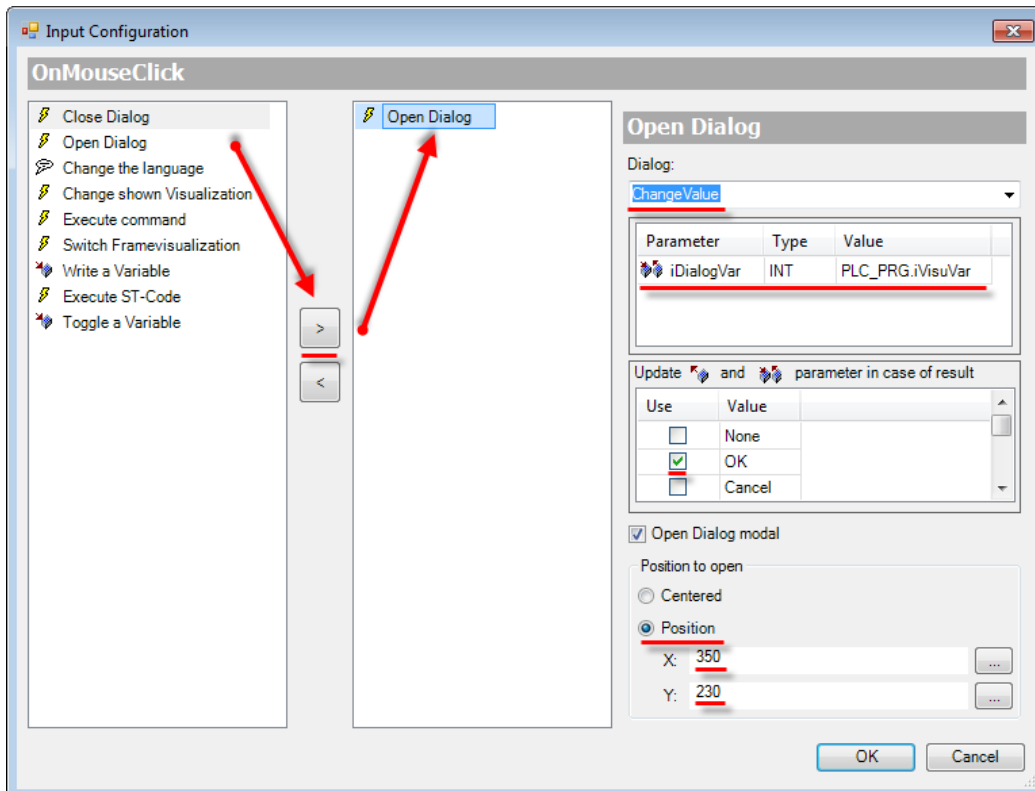 Input Configuration
OnMouseClick
Close Dialog
Open Dialog
Change the language
Change shown Visualization
Execute command
Switch Framevisualization
Write a Variable
Execute ST-Code
Toggle a Variable
>
<
Open Dialog
Open Dialog
Dialog:
ChangeValue
Parameter Type Value
iDialogVar INT PLC_PRG.iVisuVar
Update and parameter in case of result
Use Value
None
OK
Cancel
Open Dialog modal
Position to open
Centered
Position
X: 350 ...
Y: 230 ...
OK Cancel